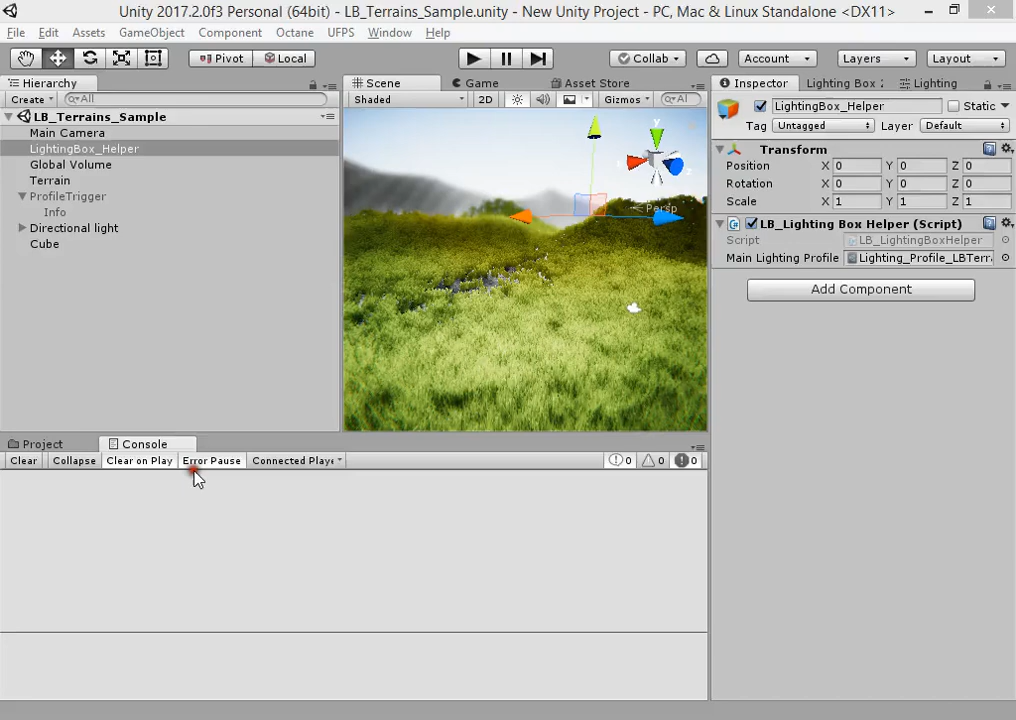 Unity 2017.2.0f3 Personal (64bit) - LB_Terrains_Sample.unity - New Unity Project - PC, Mac & Linux Standalone <DX11>
File Edit Assets GameObject Component Octane UFPS Window Help
Pivot Local Collab Account Layers Layout
Hierarchy Scene Game Asset Store Inspector Lighting Box Lighting
Create All Shaded 2D Gizmos Al LightingBox_Helper Static
LB_Terrains_Sample
Tag Untagged Layer Default
Main Camera
Transform
LightingBox_Helper
Position X 0 Y 0 Z 0
Global Volume
Rotation X 0 Y 0 Z 0
Terrain
Scale X 1 Y 1 Z 1
ProfileTrigger
y
x
z
Persp
Info
LB_Lighting Box Helper (Script)
Directional light
Script LB_LightingBoxHelper
Cube
Main Lighting Profile Lighting_Profile_LBTerra
Add Component
Project Console
Clear Collapse Clear on Play Error Pause Connected Playe 0 0 0